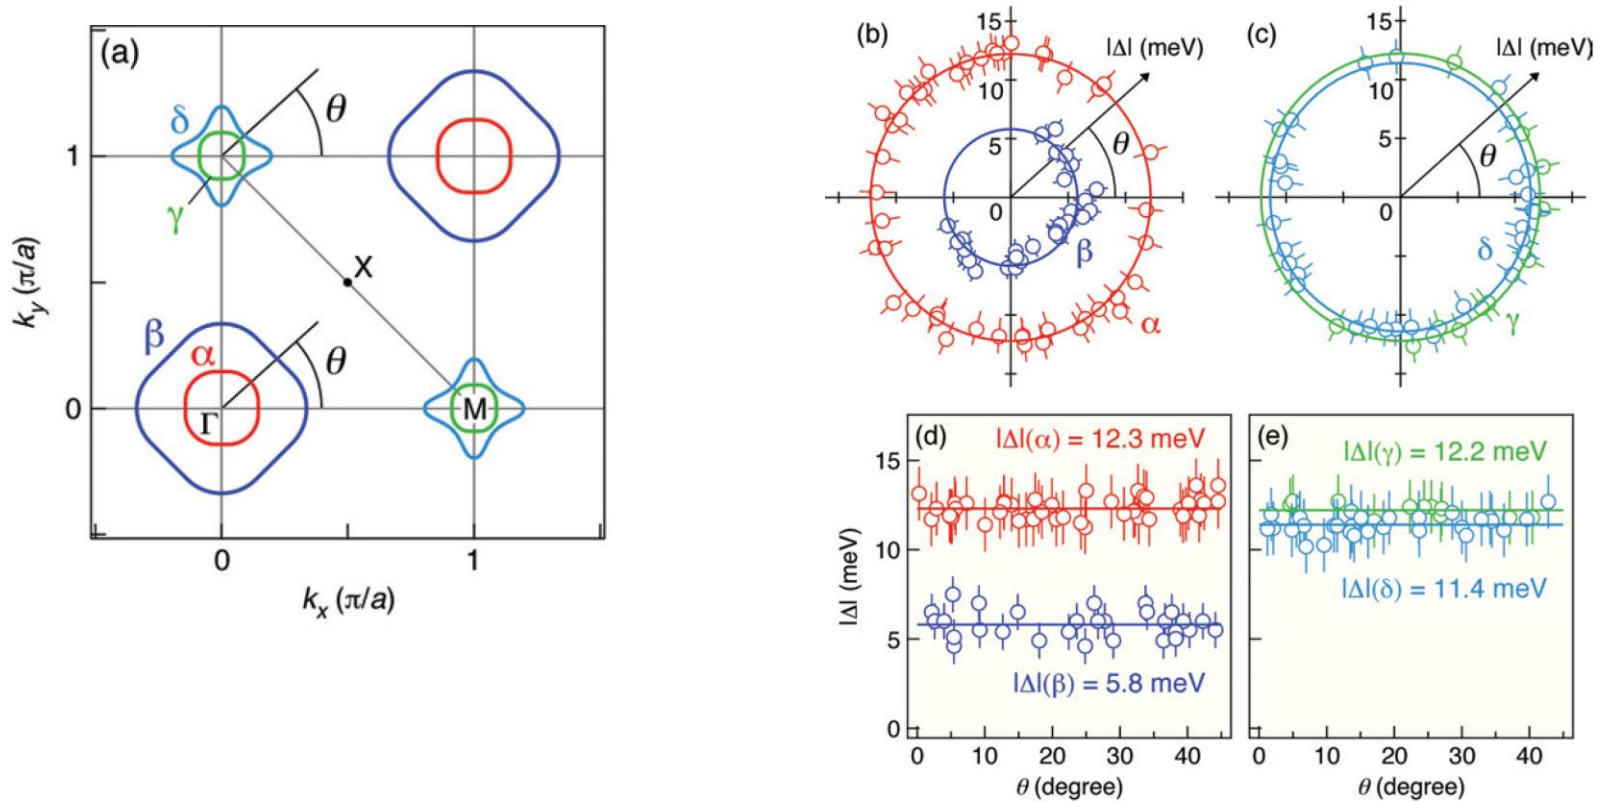 (a)
δ
θ
γ
1
k_y (π/a)
X
β
α
θ
Γ
M
0
0
1
k_x (π/a)
(b)
15
10
5
0
|Δ| (meV)
θ
β
α
(c)
15
10
5
0
|Δ| (meV)
θ
δ
γ
(d)
|Δ|(α) = 12.3 meV
|Δ|(β) = 5.8 meV
|Δ| (meV)
15
10
5
0
0 10 20 30 40
θ (degree)
(e)
|Δ|(γ) = 12.2 meV
|Δ|(δ) = 11.4 meV
0 10 20 30 40
θ (degree)